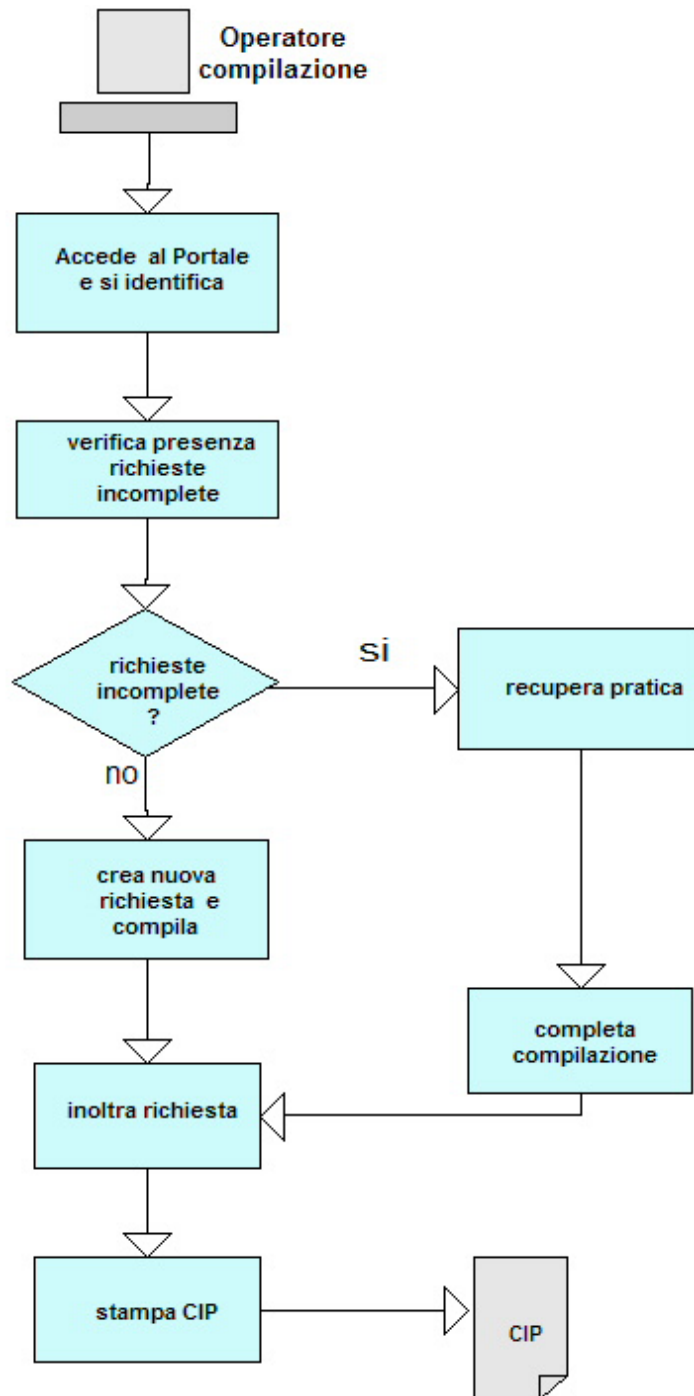 Operatore
compilazione
Accede al Portale
e si identifica
verifica presenza
richieste
incomplete
richieste
incomplete
?
si
recupera pratica
no
crea nuova
richiesta e
compila
completa
compilazione
inoltra richiesta
stampa CIP
CIP